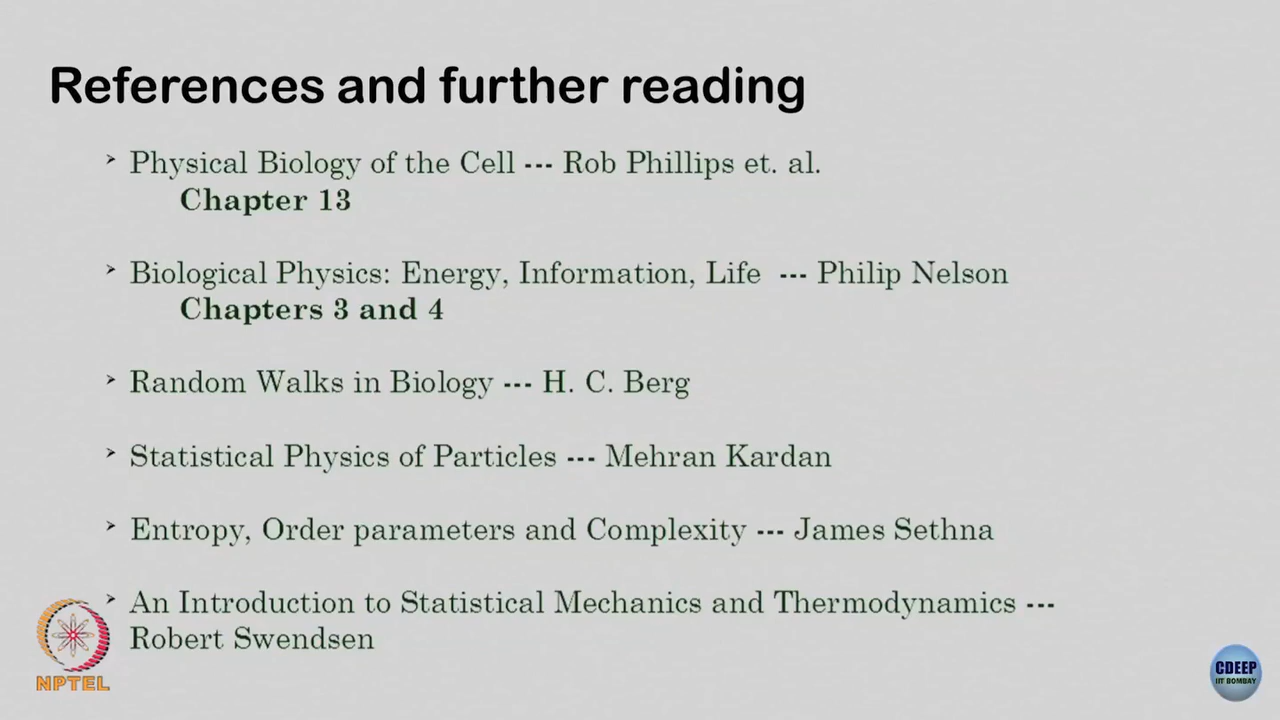 References and further reading
Physical Biology of the Cell --- Rob Phillips et. al.
Chapter 13
Biological Physics: Energy, Information, Life --- Philip Nelson
Chapters 3 and 4
Random Walks in Biology --- H. C. Berg
Statistical Physics of Particles --- Mehran Kardan
Entropy, Order parameters and Complexity --- James Sethna
An Introduction to Statistical Mechanics and Thermodynamics ---
Robert Swendsen
NPTEL
CDEEP
IIT BOMBAY